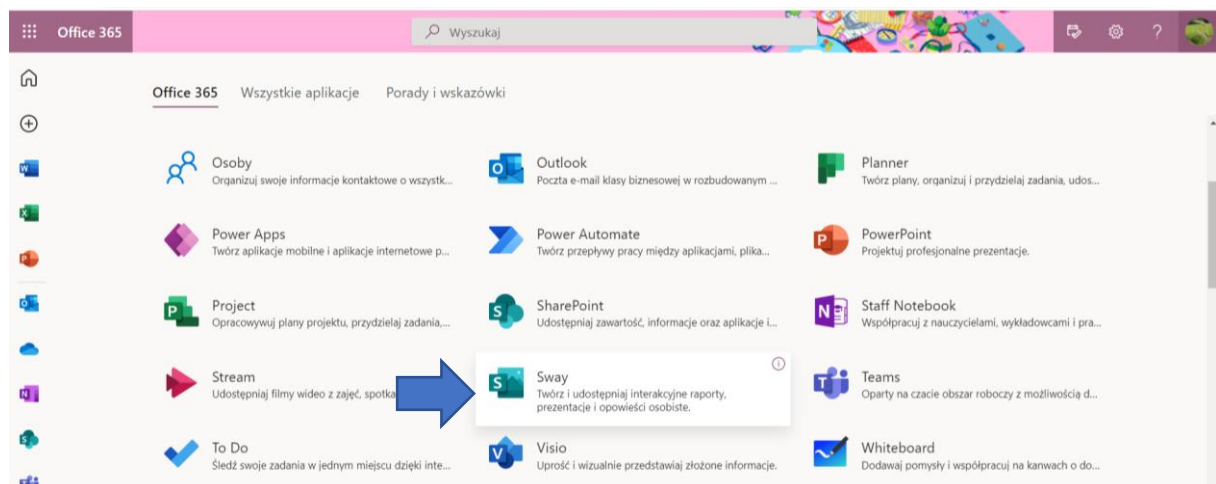 Office 365
Wyszukaj
?
Office 365 Wszystkie aplikacje Porady i wskazówki
Osoby
Organizuj swoje informacje kontaktowe o wszystk...
Outlook
Poczta e-mail klasy biznesowej w rozbudowanym ...
Planner
Twórz plany, organizuj i przydzielaj zadania, udos...
Power Apps
Twórz aplikacje mobilne i aplikacje internetowe p...
Power Automate
Twórz przepływy pracy między aplikacjami, plika...
PowerPoint
Projektuj profesjonalne prezentacje.
Project
Opracowywuj plany projektu, przydzielaj zadania,...
SharePoint
Udostępniaj zawartość, informacje oraz aplikacje i...
Staff Notebook
Współpracuj z nauczycielami, wykładowcami i pra...
Stream
Udostępniaj filmy wideo z zajęć, spotka
Sway
Twórz i udostępniaj interakcyjne raporty,
prezentacje i opowieści osobiste.
Teams
Oparty na czacie obszar roboczy z możliwością d...
To Do
Śledź swoje zadania w jednym miejscu dzięki inte...
Visio
Uprość i wizualnie przedstawiaj złożone informacje.
Whiteboard
Dodawaj pomysły i współpracuj na kanwach o do...